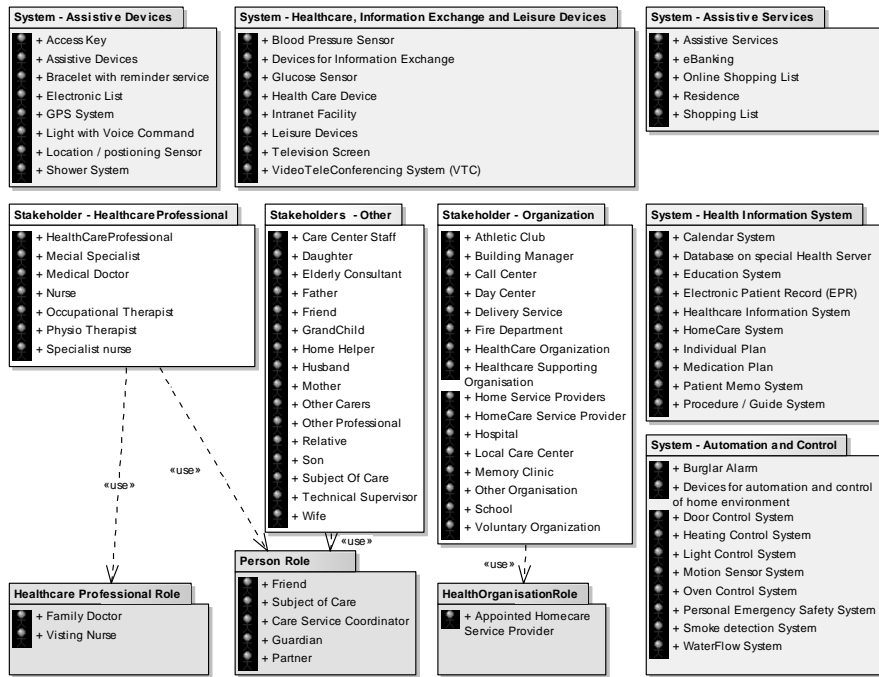 System - Assistive Devices
+ Access Key
+ Assistive Devices
+ Bracelet with reminder service
+ Electronic List
+ GPS System
+ Light with Voice Command
+ Location / postioning Sensor
+ Shower System
System - Healthcare, Information Exchange and Leisure Devices
+ Blood Pressure Sensor
+ Devices for Information Exchange
+ Glucose Sensor
+ Health Care Device
+ Intranet Facility
+ Leisure Devices
+ Television Screen
+ VideoTeleConferencing System (VTC)
System - Assistive Services
+ Assistive Services
+ eBanking
+ Online Shopping List
+ Residence
+ Shopping List
Stakeholder - HealthcareProfessional
+ HealthCareProfessional
+ Mecial Specialist
+ Medical Doctor
+ Nurse
+ Occupational Therapist
+ Physio Therapist
+ Specialist nurse
Stakeholders - Other
+ Care Center Staff
+ Daughter
+ Elderly Consultant
+ Father
+ Friend
+ GrandChild
+ Home Helper
+ Husband
+ Mother
+ Other Carers
+ Other Professional
+ Relative
+ Son
+ Subject Of Care
+ Technical Supervisor
+ Wife
Stakeholder - Organization
+ Athletic Club
+ Building Manager
+ Call Center
+ Day Center
+ Delivery Service
+ Fire Department
+ HealthCare Organization
+ Healthcare Supporting
Organisation
+ Home Service Providers
+ HomeCare Service Provider
+ Hospital
+ Local Care Center
+ Memory Clinic
+ Other Organisation
+ School
+ Voluntary Organization
System - Health Information System
+ Calendar System
+ Database on special Health Server
+ Education System
+ Electronic Patient Record (EPR)
+ Healthcare Information System
+ HomeCare System
+ Individual Plan
+ Medication Plan
+ Patient Memo System
+ Procedure / Guide System
System - Automation and Control
+ Burglar Alarm
+ Devices for automation and control
of home environment
+ Door Control System
+ Heating Control System
+ Light Control System
+ Motion Sensor System
+ Oven Control System
+ Personal Emergency Safety System
+ Smoke detection System
+ WaterFlow System
«use»
«use»
«use»
«use»
Healthcare Professional Role
+ Family Doctor
+ Visting Nurse
Person Role
+ Friend
+ Subject of Care
+ Care Service Coordinator
+ Guardian
+ Partner
HealthOrganisationRole
+ Appointed Homecare
Service Provider